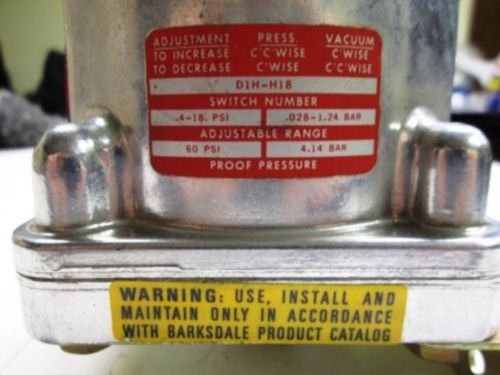 ADJUSTMENT PRESS. VACUUM
TO INCREASE C'C'WISE C'WISE
TO DECREASE C'WISE C'C'WISE
D1H-H18
SWITCH NUMBER
.4-18. PSI .028-1.24 BAR
ADJUSTABLE RANGE
60 PSI 4.14 BAR
PROOF PRESSURE
WARNING: USE, INSTALL AND
MAINTAIN ONLY IN ACCORDANCE
WITH BARKSDALE PRODUCT CATALOG